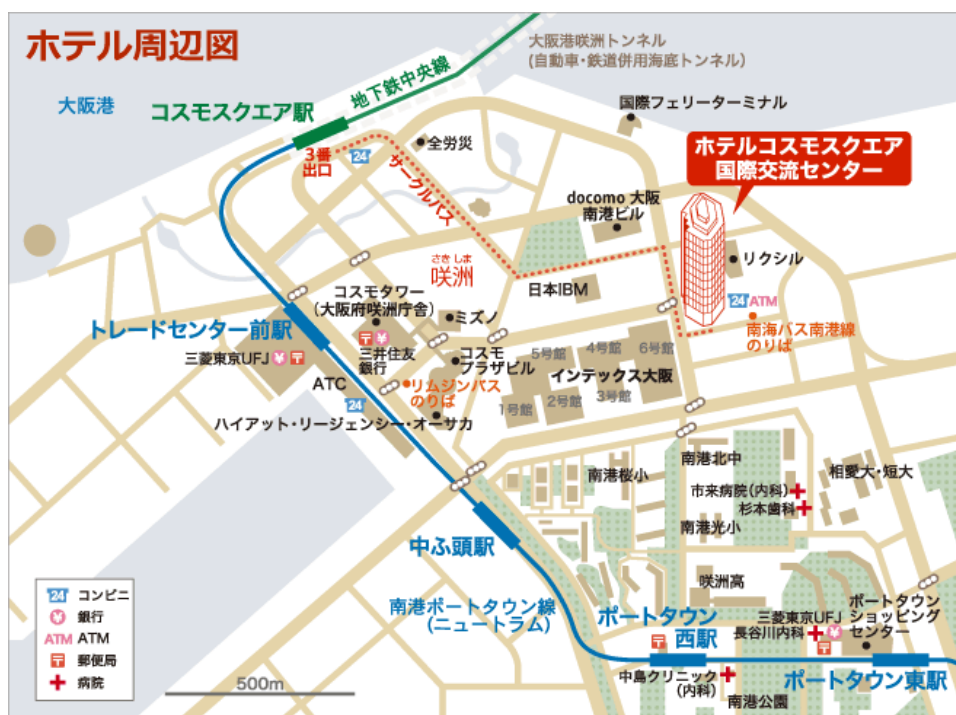 ホテル周辺図
大阪港咲洲トンネル
(自動車・鉄道併用海底トンネル)
大阪港
地下鉄中央線
コスモスクエア駅
国際フェリーターミナル
3番
出口
24
全労災
サークルバス
ホテルコスモスクエア
国際交流センター
docomo 大阪
南港ビル
さきしま
咲洲
リクシル
日本IBM
24 ATM
コスモタワー
(大阪府咲洲庁舎)
ミズノ
南海バス南港線
のりば
トレードセンター前駅
三菱東京UFJ
三井住友
銀行
コスモ
プラザビル
5号館
4号館
6号館
インテックス大阪
1号館
2号館
3号館
ATC
リムジンバス
のりば
24
ハイアット・リージェンシー・オーサカ
南港桜小
南港北中
相愛大・短大
市来病院(内科)
杉本歯科
南港光小
中ふ頭駅
咲洲高
南港ポートタウン線
(ニュートラム)
ポートタウン
西駅
三菱東京UFJ
長谷川内科
ポートタウン
ショッピング
センター
中島クリニック
(内科)
ポートタウン東駅
南港公園
24 コンビニ
¥ 銀行
ATM ATM
〒 郵便局
病院
500m